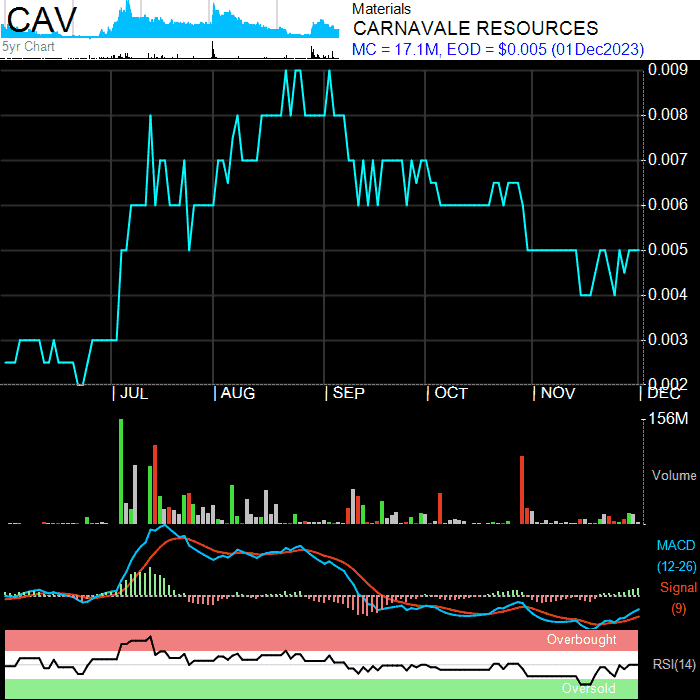 CAV
5yr Chart
Materials
CARNAVALE RESOURCES
MC = 17.1M, EOD = $0.005 (01Dec2023)
0.009
0.008
0.007
0.006
0.005
0.004
0.003
0.002
JUL AUG SEP OCT NOV DEC
156M
Volume
MACD
(12-26)
Signal
(9)
Overbought
RSI(14)
Oversold